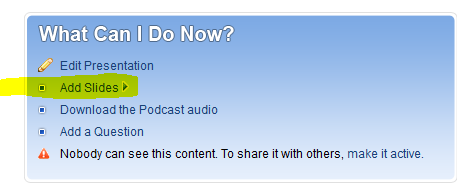 What Can I Do Now?
Edit Presentation
Add Slides
Download the Podcast audio
Add a Question
Nobody can see this content. To share it with others, make it active.